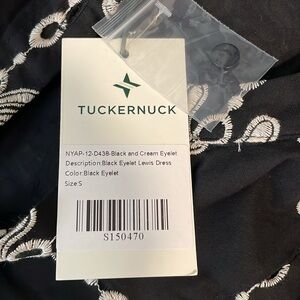 TUCKERNUCK
NYAP-12-D438-Black and Cream Eyelet
Description:Black Eyelet Lewis Dress
Color:Black Eyelet
Size:S
S150470